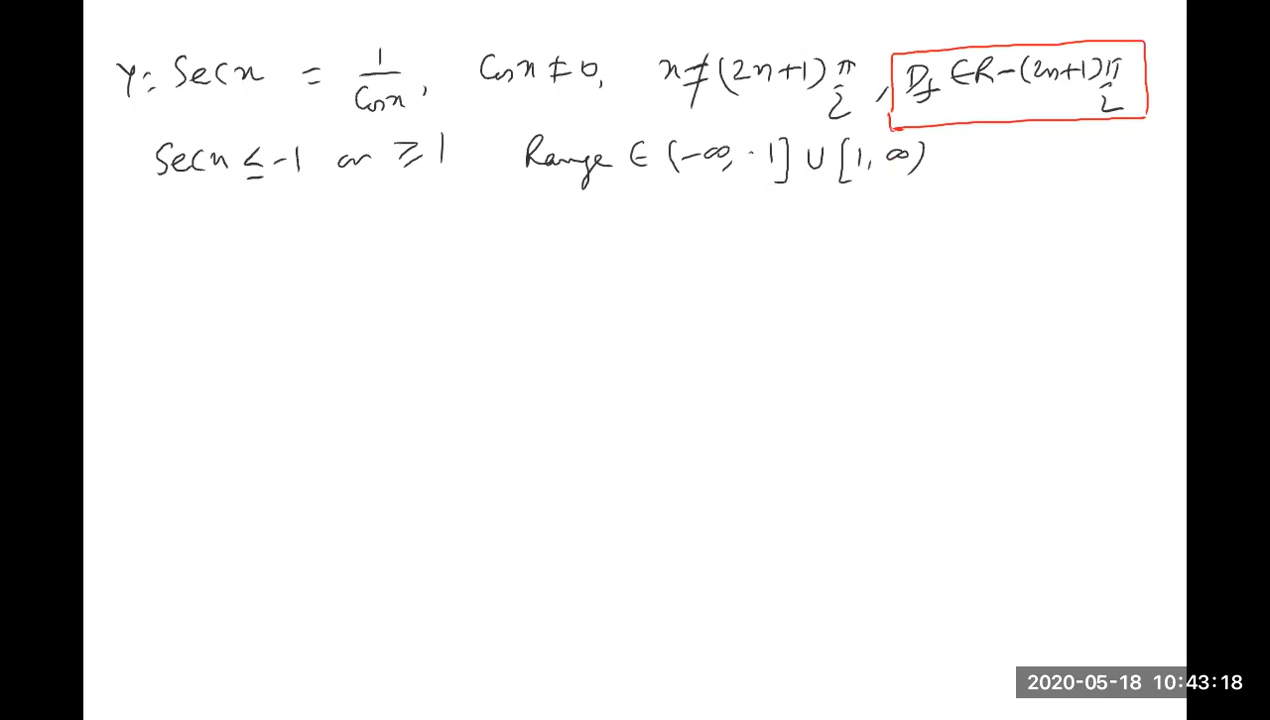 Y: Secx = 1/Cosx, Cosx ≠ 0, x ≠ (2n+1)π/2, Df ∈ R - (2n+1)π/2
Secx ≤ -1 or ≥ 1 Range ∈ (-∞, -1] ∪ [1, ∞)
2020-05-18 10:43:18